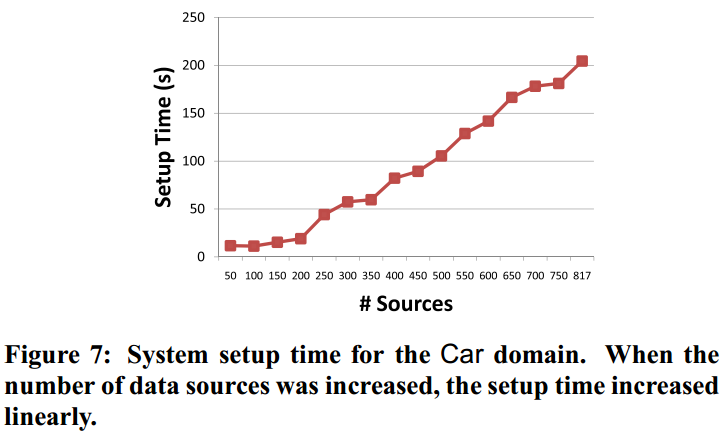 250
200
150
100
50
0
Setup Time (s)
50 100 150 200 250 300 350 400 450 500 550 600 650 700 750 817
# Sources
Figure 7: System setup time for the Car domain. When the
number of data sources was increased, the setup time increased
linearly.